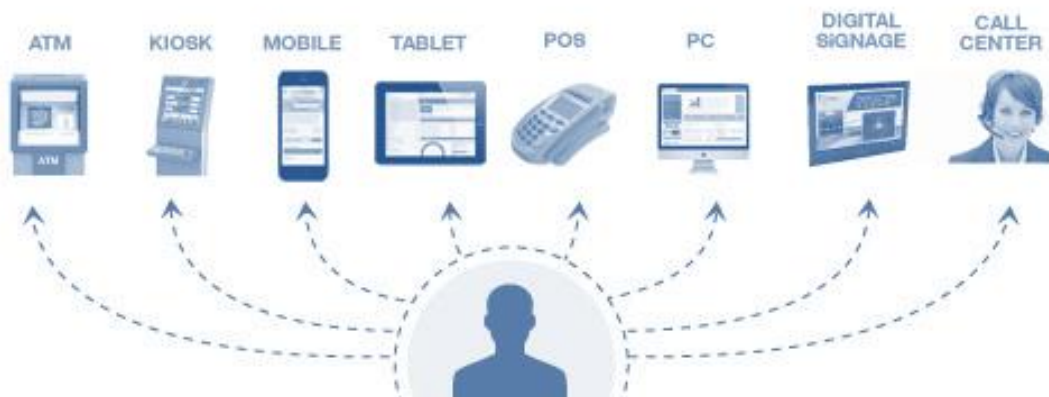 ATM
KIOSK
MOBILE
TABLET
POS
PC
DIGITAL
SiGNAGE
CALL
CENTER
ATM